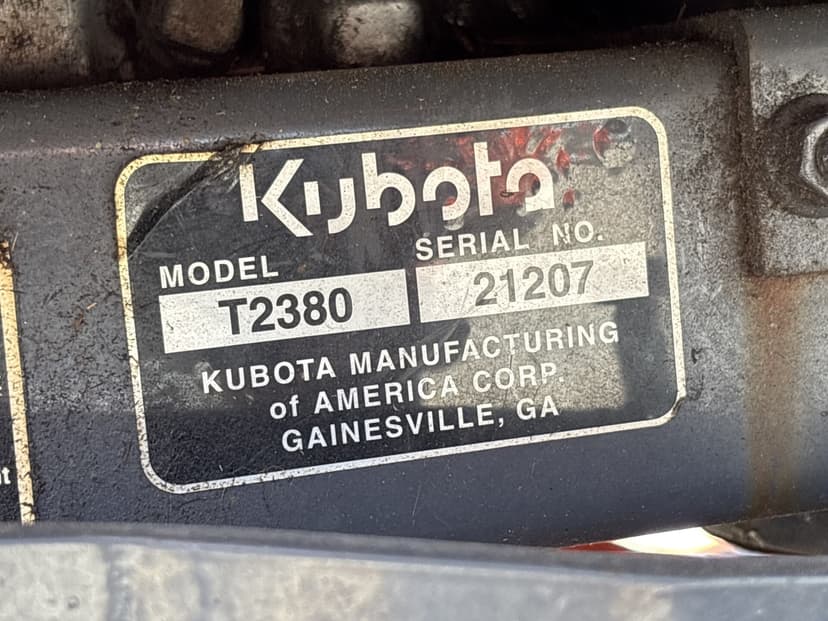 Kubota
MODEL
SERIAL NO.
T2380
21207
KUBOTA MANUFACTURING
of AMERICA CORP.
GAINESVILLE, GA